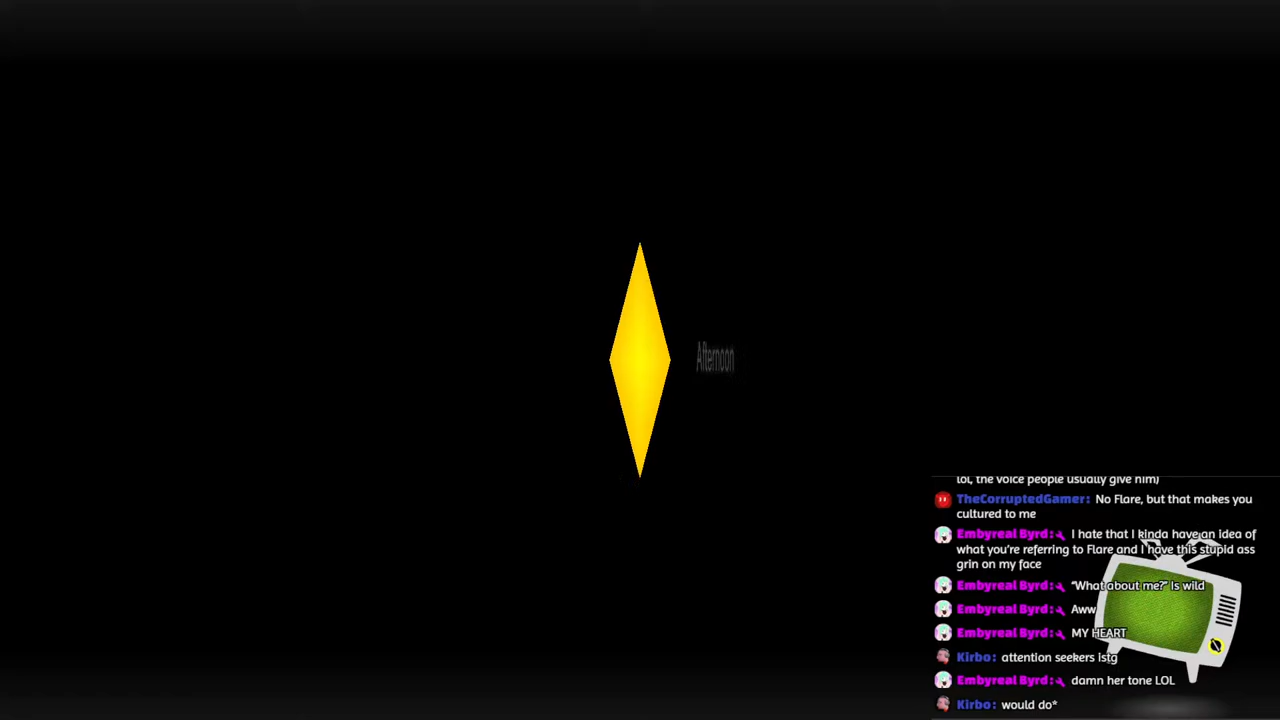 Afternoon
lol, the voice people usually give him)
TheCorruptedGamer: No Flare, but that makes you
cultured to me
Embyreal Byrd: I hate that I kinda have an idea of
what you're referring to Flare and I have this stupid ass
grin on my face
Embyreal Byrd: "What about me?" Is wild
Embyreal Byrd: Aww
Embyreal Byrd: MY HEART
Kirbo: attention seekers istg
Embyreal Byrd: damn her tone LOL
Kirbo: would do*